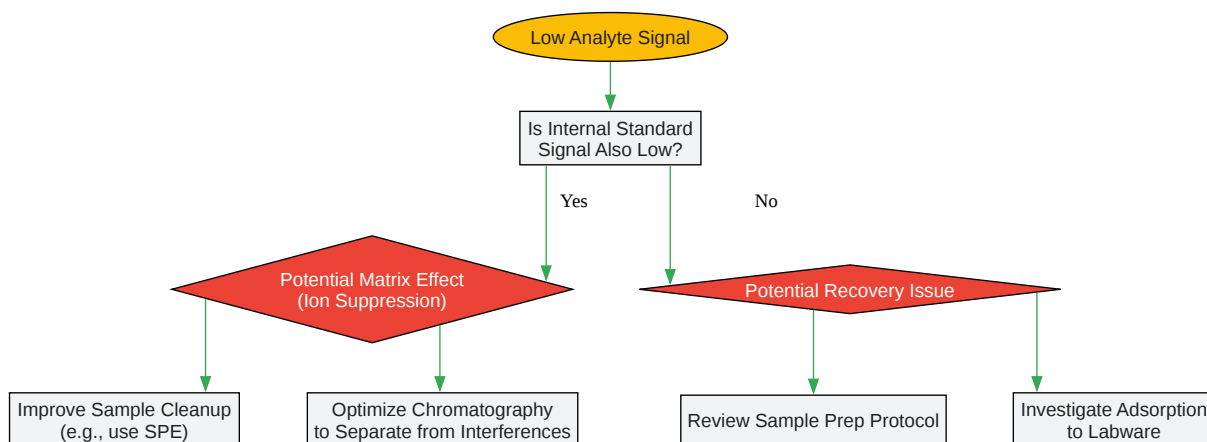 Low Analyte Signal
Is Internal Standard
Signal Also Low?
Yes
No
Potential Matrix Effect
(Ion Suppression)
Potential Recovery Issue
Improve Sample Cleanup
(e.g., use SPE)
Optimize Chromatography
to Separate from Interferences
Review Sample Prep Protocol
Investigate Adsorption
to Labware